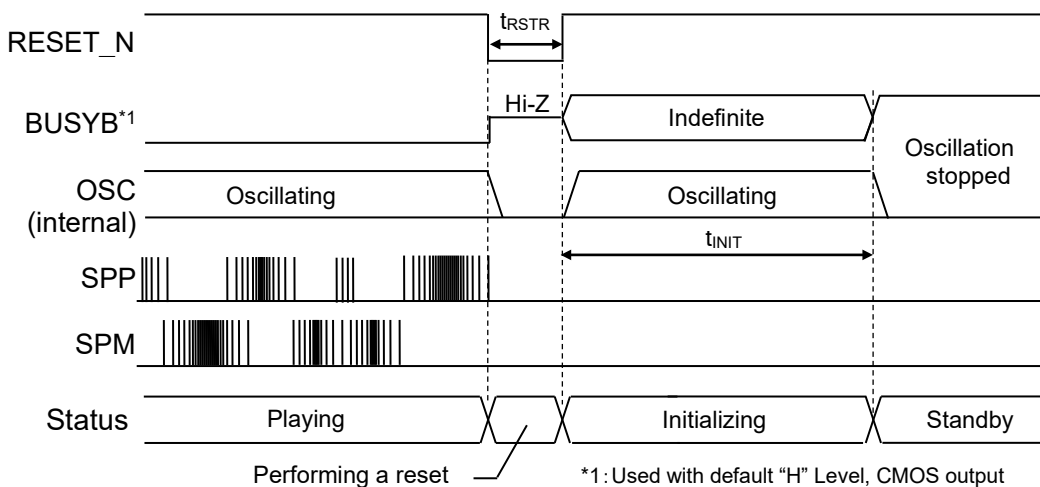 tRSTR
RESET_N
Hi-Z
BUSYB*1
Indefinite
Oscillation
stopped
OSC
(internal)
Oscillating
Oscillating
tINIT
SPP
SPM
Status
Playing
Initializing
Standby
Performing a reset
*1: Used with default “H” Level, CMOS output